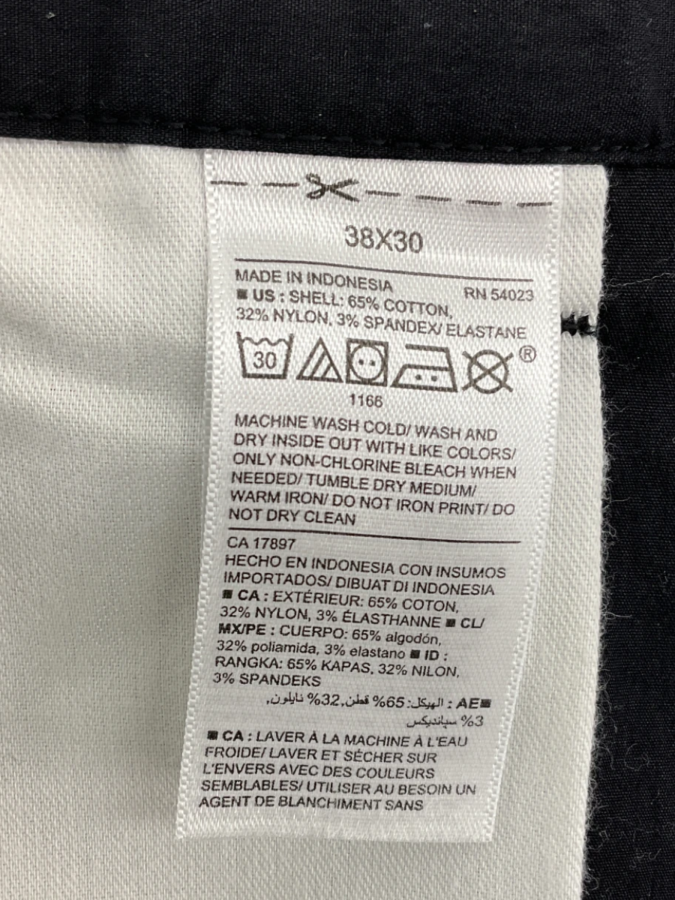 38X30
MADE IN INDONESIA RN 54023
■ US : SHELL: 65% COTTON,
32% NYLON, 3% SPANDEX/ ELASTANE
30 ®
1166
MACHINE WASH COLD/ WASH AND
DRY INSIDE OUT WITH LIKE COLORS/
ONLY NON-CHLORINE BLEACH WHEN
NEEDED/ TUMBLE DRY MEDIUM/
WARM IRON/ DO NOT IRON PRINT/ DO
NOT DRY CLEAN
CA 17897
HECHO EN INDONESIA CON INSUMOS
IMPORTADOS/ DIBUAT DI INDONESIA
■ CA : EXTÉRIEUR: 65% COTON,
32% NYLON, 3% ÉLASTHANNE ■ CL/
MX/PE : CUERPO: 65% algodón,
32% poliamida, 3% elastano ■ ID :
RANGKA: 65% KAPAS, 32% NILON,
3% SPANDEKS
■AE : الهيكل: 65% قطن, 32% نايلون,
3% سباندیکس
■ CA : LAVER À LA MACHINE À L'EAU
FROIDE/ LAVER ET SÉCHER SUR
L'ENVERS AVEC DES COULEURS
SEMBLABLES/ UTILISER AU BESOIN UN
AGENT DE BLANCHIMENT SANS